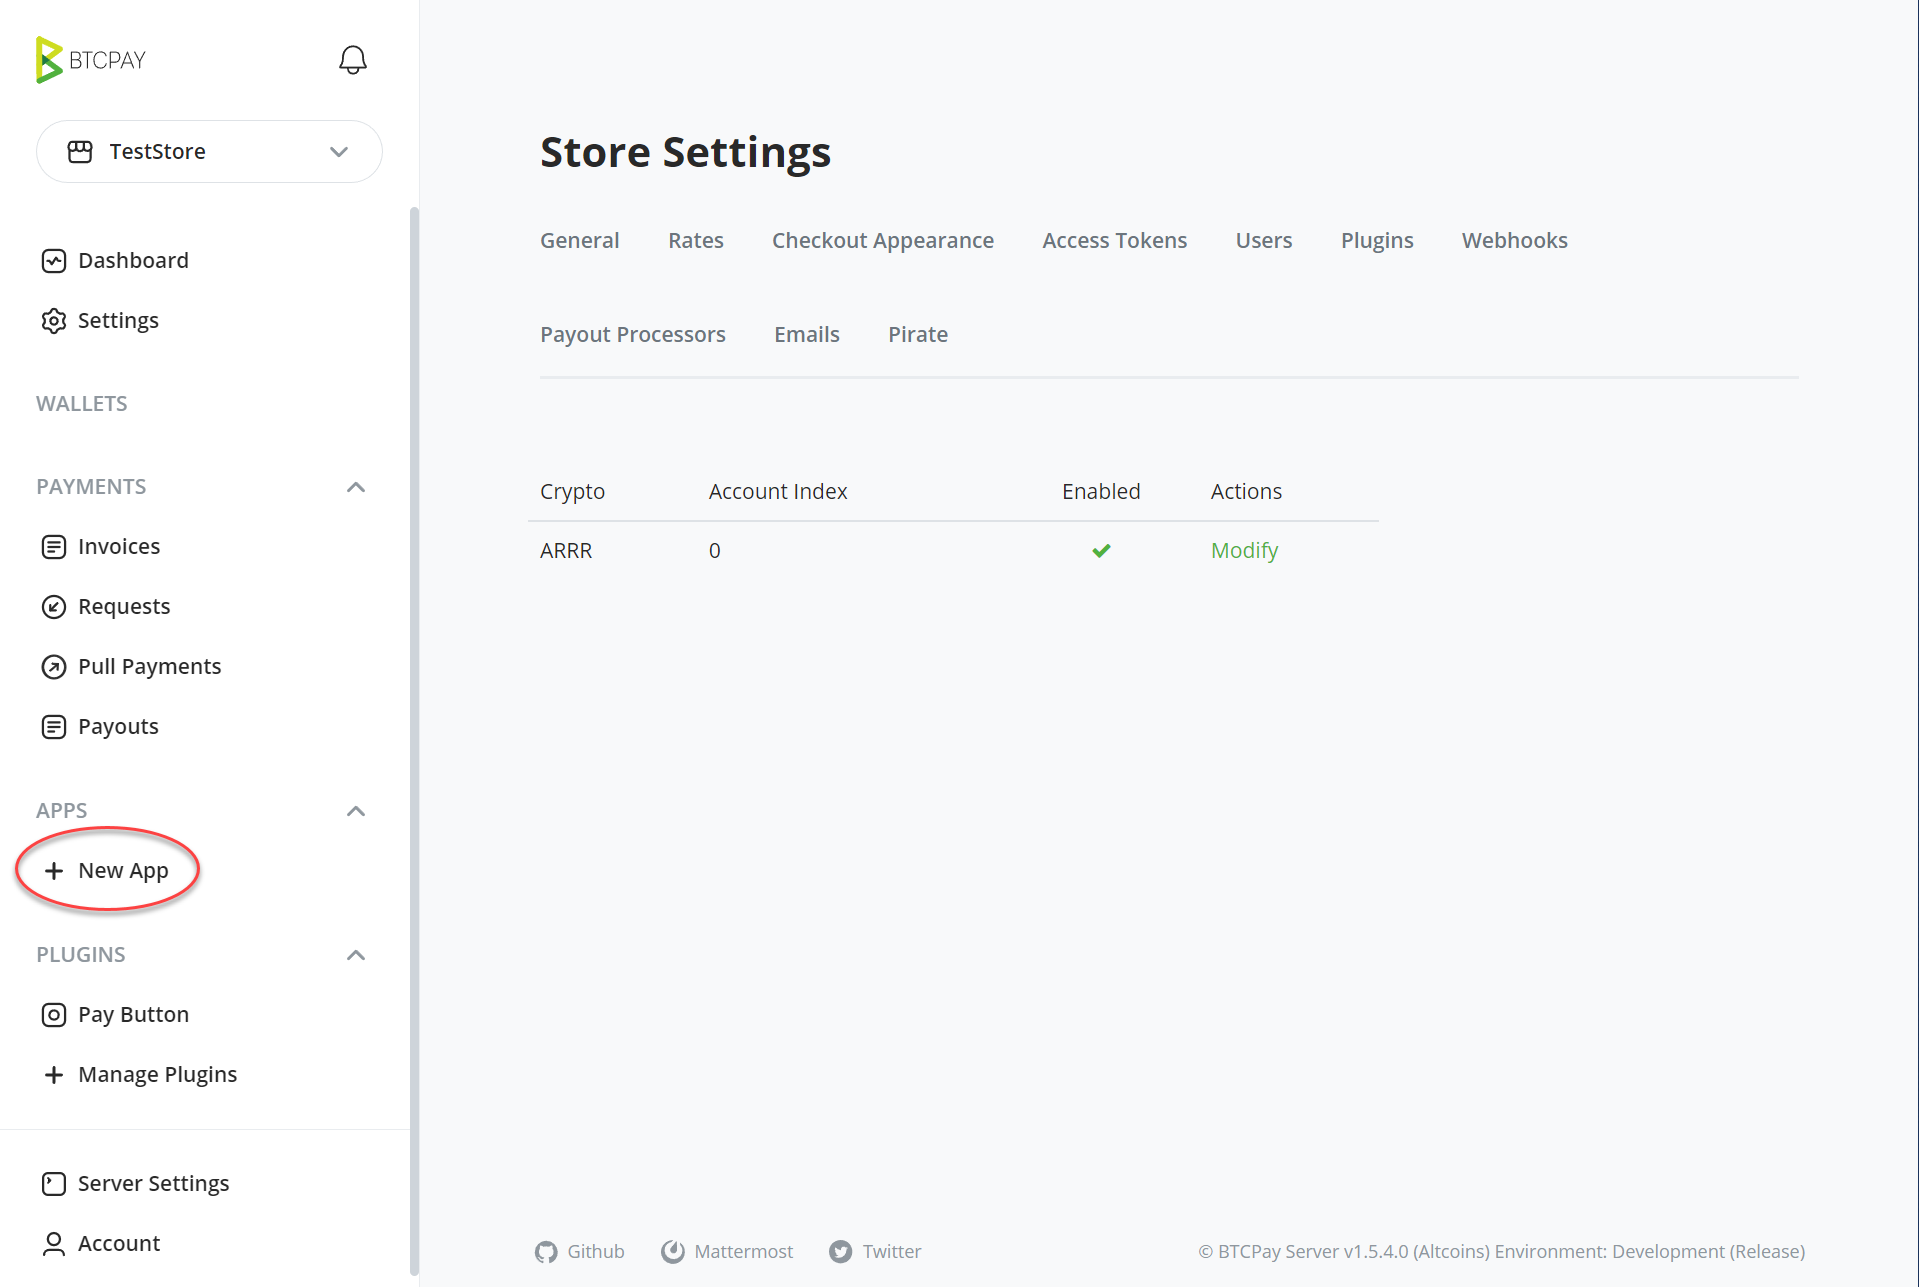 BTCPAY
TestStore
Dashboard
Settings
WALLETS
PAYMENTS
Invoices
Requests
Pull Payments
Payouts
APPS
New App
PLUGINS
Pay Button
Manage Plugins
Server Settings
Account
Store Settings
General Rates Checkout Appearance Access Tokens Users Plugins Webhooks
Payout Processors Emails Pirate
Crypto Account Index Enabled Actions
ARRR 0 Modify
Github Mattermost Twitter © BTCPay Server v1.5.4.0 (Altcoins) Environment: Development (Release)